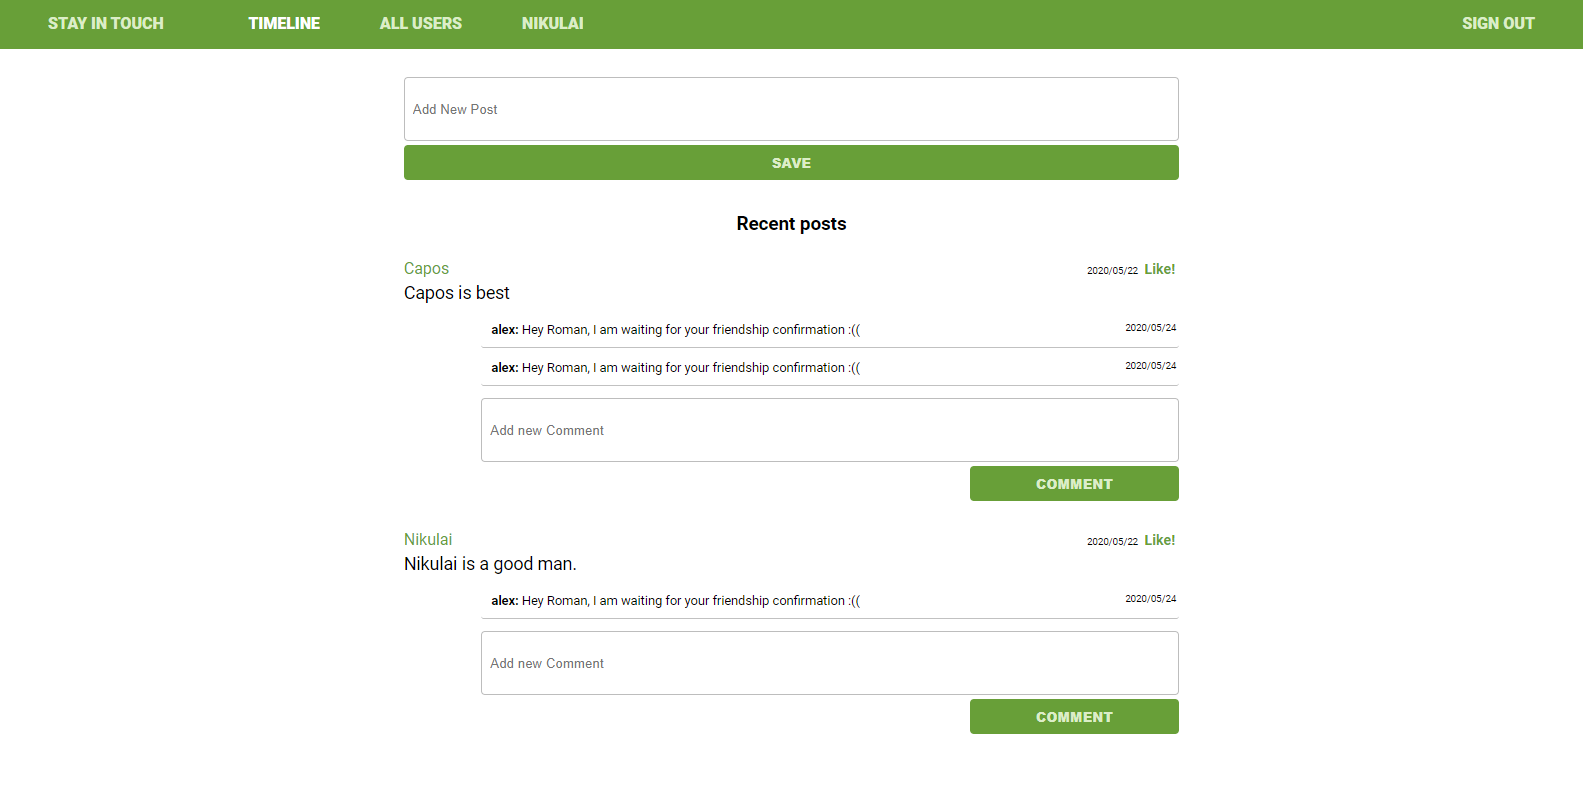 STAY IN TOUCH TIMELINE ALL USERS NIKULAI SIGN OUT
Add New Post
SAVE
Recent posts
Capos 2020/05/22 Like!
Capos is best
alex: Hey Roman, I am waiting for your friendship confirmation :(( 2020/05/24
alex: Hey Roman, I am waiting for your friendship confirmation :(( 2020/05/24
Add new Comment
COMMENT
Nikulai 2020/05/22 Like!
Nikulai is a good man.
alex: Hey Roman, I am waiting for your friendship confirmation :(( 2020/05/24
Add new Comment
COMMENT